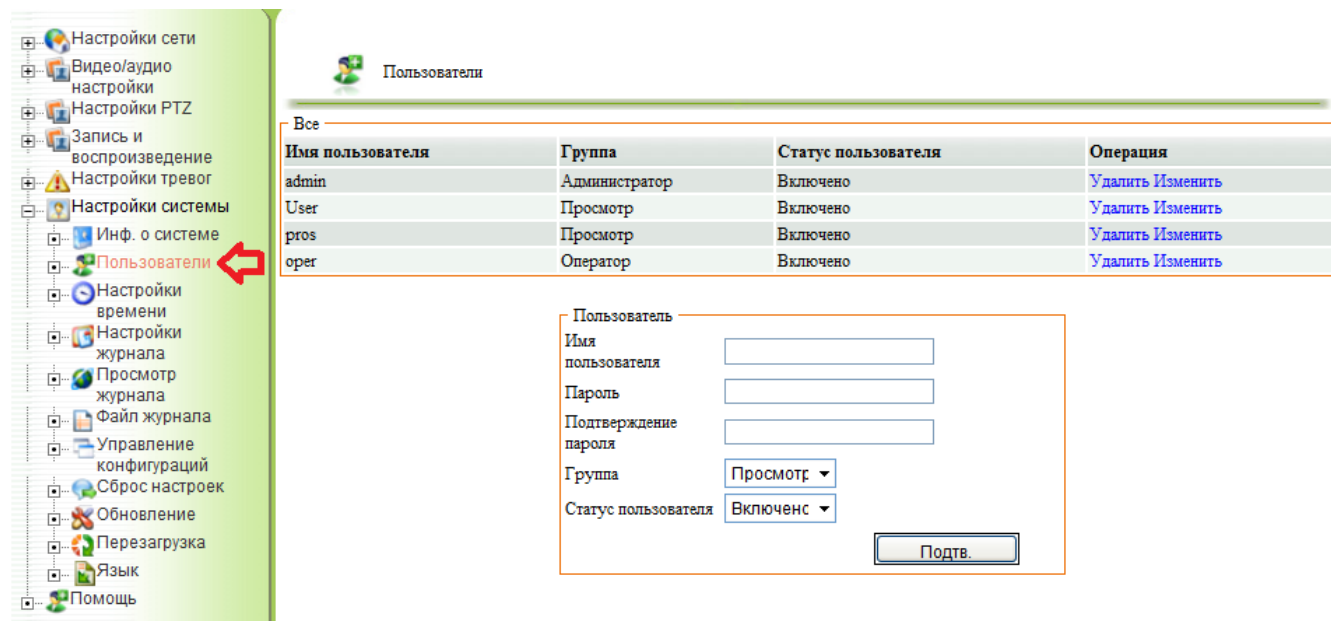 Настройки сети
Видео/аудио
настройки
Настройки PTZ
Запись и
воспроизведение
Настройки тревог
Настройки системы
Инф. о системе
Пользователи
Настройки
времени
Настройки
журнала
Просмотр
журнала
Файл журнала
Управление
конфигураций
Сброс настроек
Обновление
Перезагрузка
Язык
Помощь
Пользователи
Все
Имя пользователя Группа Статус пользователя Операция
admin Администратор Включено Удалить Изменить
User Просмотр Включено Удалить Изменить
pros Просмотр Включено Удалить Изменить
oper Оператор Включено Удалить Изменить
Пользователь
Имя
пользователя
Пароль
Подтверждение
пароля
Группа Просмотр
Статус пользователя Включенс
Подтв.